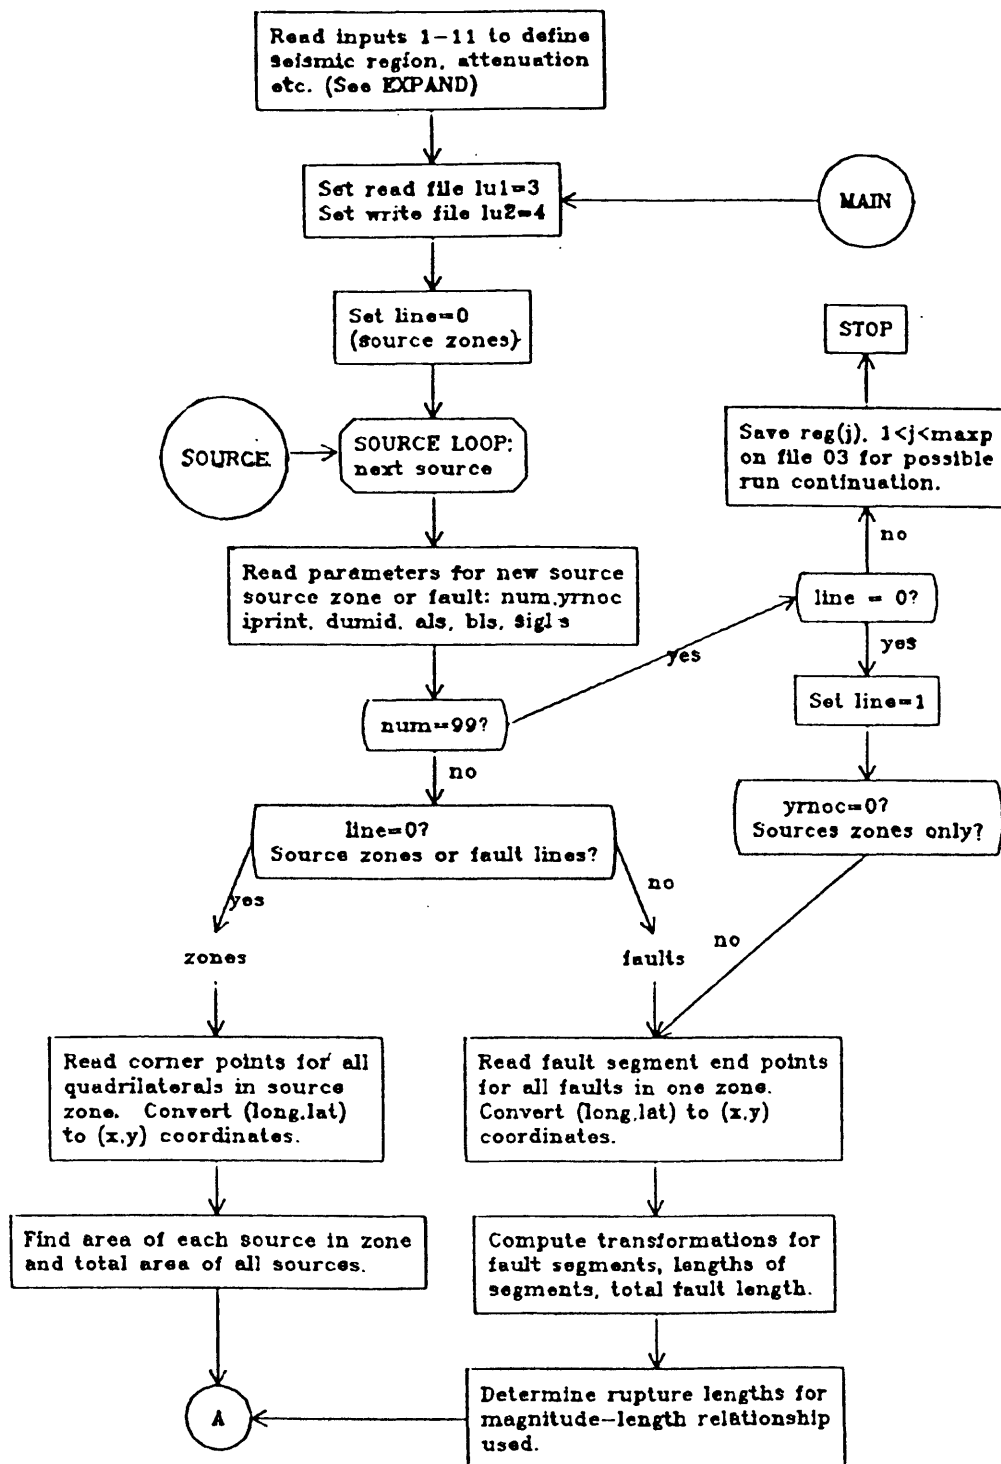 Read inputs 1-11 to define
seismic region, attenuation
etc. (See EXPAND)
Set read file lu1=3
Set write file lu2=4
MAIN
Set line=0
(source zones)
STOP
SOURCE
SOURCE LOOP:
next source
Save reg(j), 1<j<maxp
on file 03 for possible
run continuation.
no
Read parameters for new source
source zone or fault: num,yrnoc
iprint, dumid, als, bls, sigls
line = 0?
yes
yes
Set line=1
num=99?
no
line=0?
Source zones or fault lines?
yrnoc=0?
Sources zones only?
yes
no
no
zones
faults
Read corner points for all
quadrilaterals in source
zone. Convert (long,lat)
to (x,y) coordinates.
Read fault segment end points
for all faults in one zone.
Convert (long,lat) to (x,y)
coordinates.
Find area of each source in zone
and total area of all sources.
Compute transformations for
fault segments, lengths of
segments, total fault length.
A
Determine rupture lengths for
magnitude-length relationship
used.